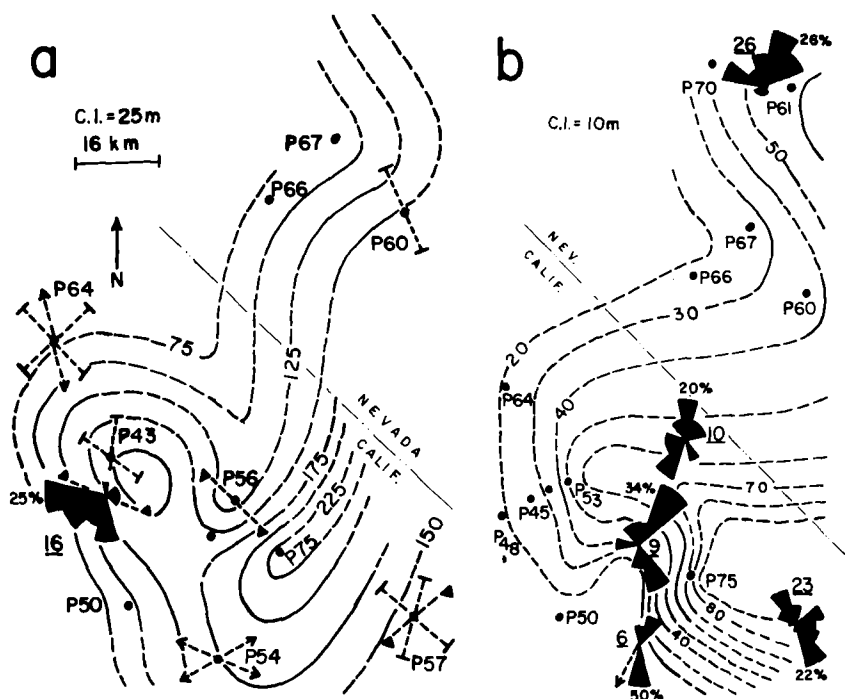 a
C.I. = 25m
16 km
N
P67
P66
P60
P64
75
125
NEVADA
CALIF.
P43
P56
175
225
25%
16
P75
150
P50
P54
P57
b
C.I. = 10m
26
26%
P70
P61
50
NEV.
CALIF.
P67
P66
P60
30
20
P64
40
20%
10
34%
70
P53
P45
P48
9
P75
23
P50
80
6
40
22%
50%